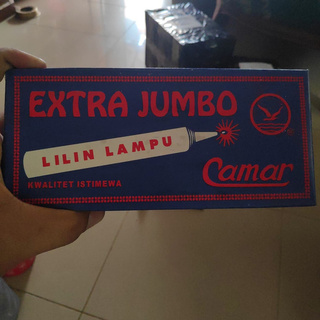 EXTRA JUMBO
LILIN LAMPU
KWALITET ISTIMEWA
Camar